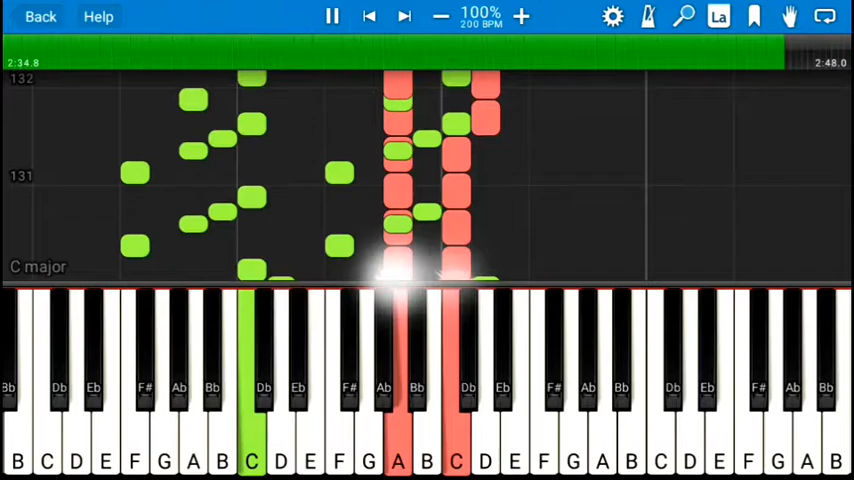 Back Help 100% La
200 BPM
2:34.8 2:48.0
132
131
C major
Bb Db Eb F# Ab Bb Db Eb F# Ab Bb Db Eb F# Ab Bb Db Eb F# Ab Bb
B C D E F G A B C D E F G A B C D E F G A B C D E F G A B